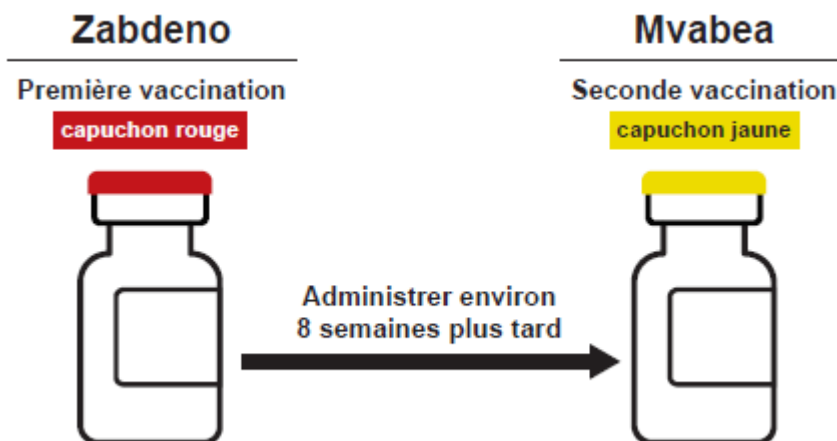 Zabdeno
Première vaccination
capuchon rouge
Administrer environ
8 semaines plus tard
Mvabea
Seconde vaccination
capuchon jaune